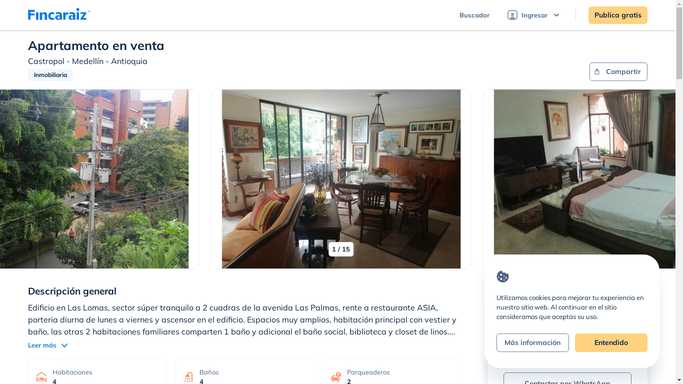 Fincaraiz
Buscador
Ingresar
Publica gratis
Apartamento en venta
Castropol - Medellín - Antioquia
Inmobiliaria
Compartir
1 / 15
Descripción general
Edificio en Las Lomas, sector súper tranquilo a 2 cuadras de la avenida Las Palmas, rente a restaurante ASIA,
portería diurna de lunes a viernes y ascensor en el edificio. Espacios muy amplios, habitación principal con vestier y
baño, las otras 2 habitaciones familiares comparten 1 baño y adicional el baño social, biblioteca y closet de linos,...
Leer más
Habitaciones
4
Baños
4
Parqueaderos
2
Utilizamos cookies para mejorar tu experiencia en
nuestro sitio web. Al continuar en el sitio
consideramos que aceptas su uso.
Más información
Entendido
Contactar por WhatsApp